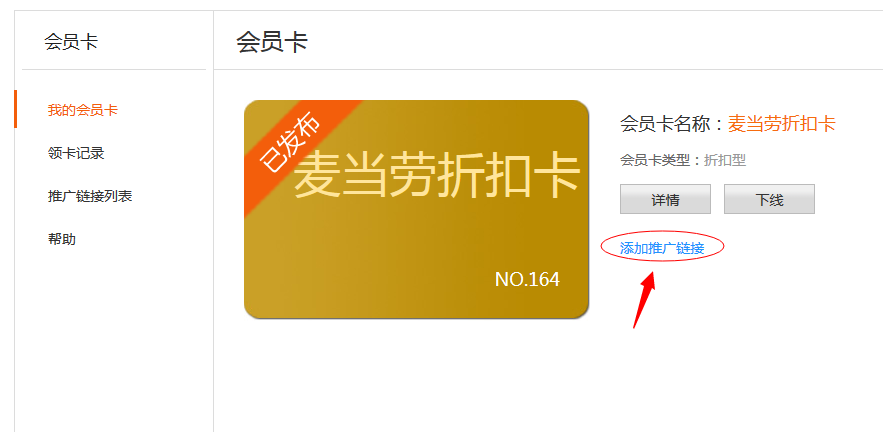 会员卡
我的会员卡
领卡记录
推广链接列表
帮助
会员卡
已发布
麦当劳折扣卡
NO.164
会员卡名称：麦当劳折扣卡
会员卡类型：折扣型
详情 下线
添加推广链接